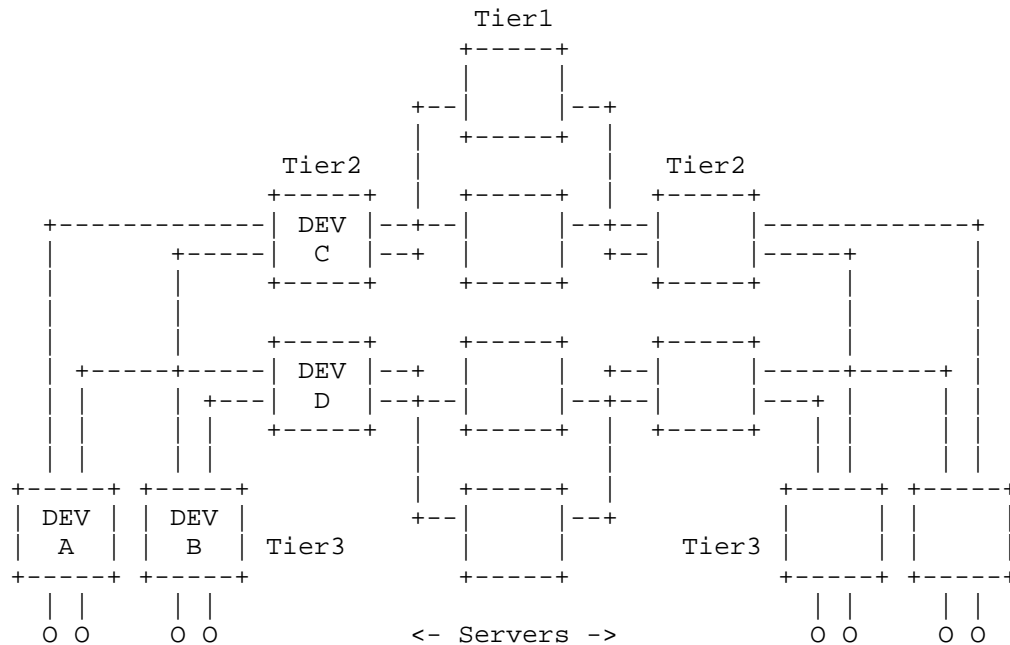 Tier1
Tier2 Tier2
DEV
C
DEV
D
DEV DEV
A B Tier3 Tier3
O O O O <- Servers -> O O O O